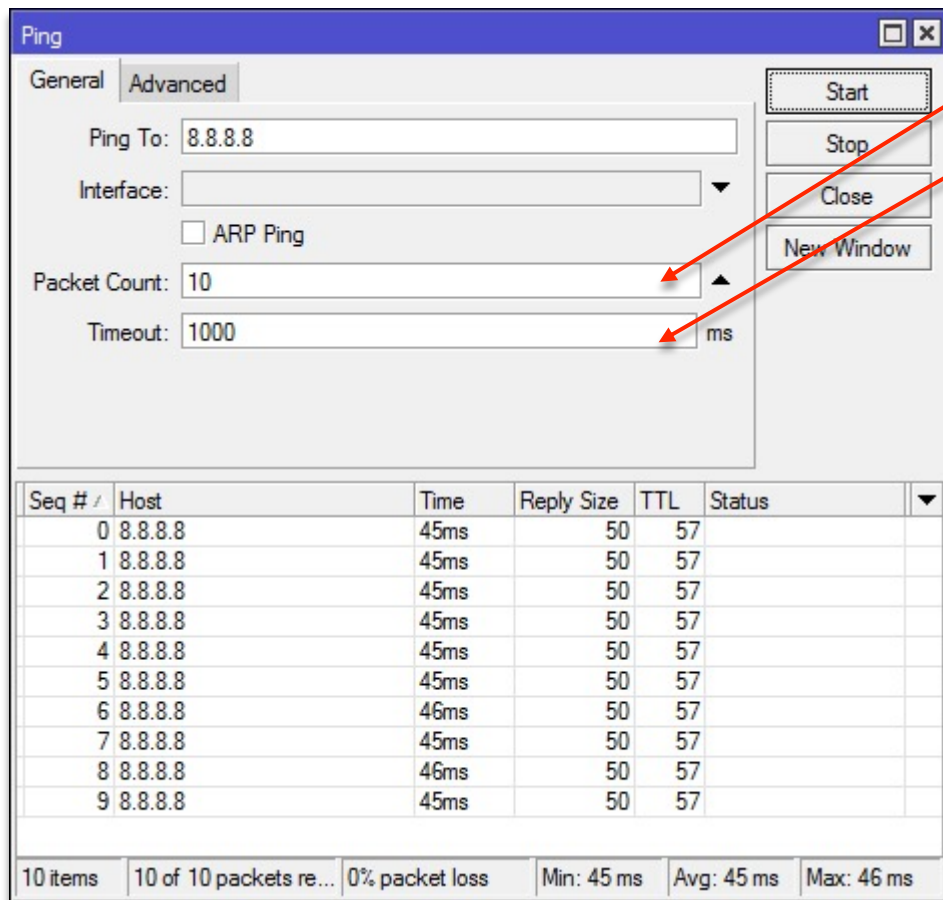 Ping
General Advanced
Start
Ping To: 8.8.8.8
Stop
Interface:
Close
ARP Ping
New Window
Packet Count: 10
Timeout: 1000 ms
Seq # Host Time Reply Size TTL Status
0 8.8.8.8 45ms 50 57
1 8.8.8.8 45ms 50 57
2 8.8.8.8 45ms 50 57
3 8.8.8.8 45ms 50 57
4 8.8.8.8 45ms 50 57
5 8.8.8.8 45ms 50 57
6 8.8.8.8 46ms 50 57
7 8.8.8.8 45ms 50 57
8 8.8.8.8 46ms 50 57
9 8.8.8.8 45ms 50 57
10 items 10 of 10 packets re... 0% packet loss Min: 45 ms Avg: 45 ms Max: 46 ms